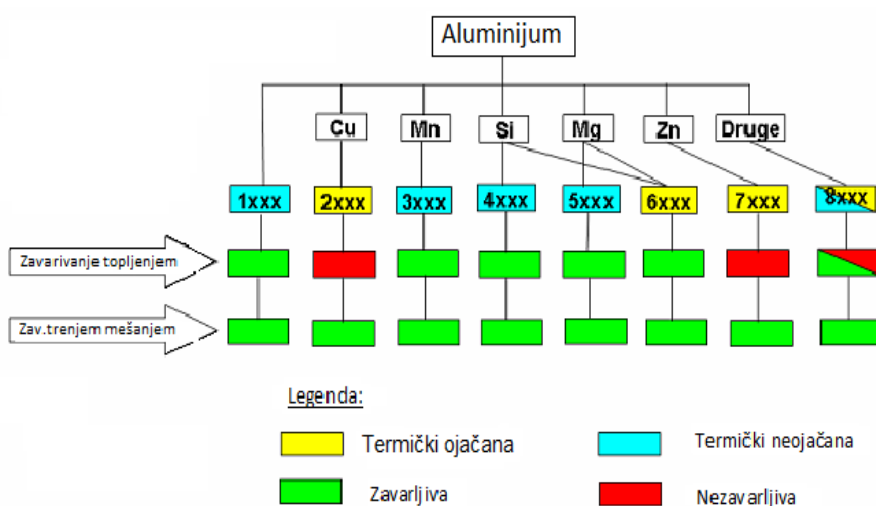 Aluminijum
Cu Mn Si Mg Zn Druge
1xxx 2xxx 3xxx 4xxx 5xxx 6xxx 7xxx 8xxx
Zavarivanje topljenjem
Zav.trenjem mešanjem
Legenda:
Termički ojačana Termički neojačana
Zavarljiva Nezavarljiva